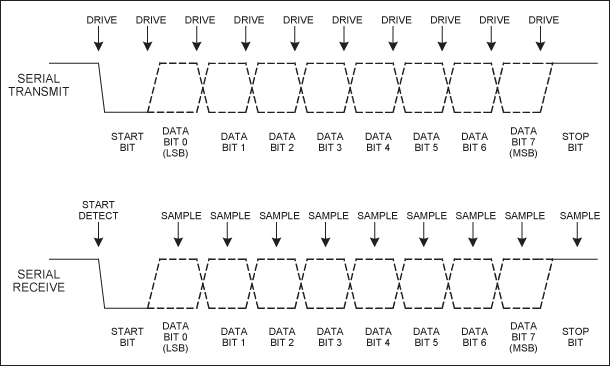 DRIVE DRIVE DRIVE DRIVE DRIVE DRIVE DRIVE DRIVE DRIVE DRIVE
SERIAL
TRANSMIT
START
BIT
DATA
BIT 0
(LSB)
DATA
BIT 1
DATA
BIT 2
DATA
BIT 3
DATA
BIT 4
DATA
BIT 5
DATA
BIT 6
DATA
BIT 7
(MSB)
STOP
BIT
START
DETECT
SAMPLE SAMPLE SAMPLE SAMPLE SAMPLE SAMPLE SAMPLE SAMPLE SAMPLE
SERIAL
RECEIVE
START
BIT
DATA
BIT 0
(LSB)
DATA
BIT 1
DATA
BIT 2
DATA
BIT 3
DATA
BIT 4
DATA
BIT 5
DATA
BIT 6
DATA
BIT 7
(MSB)
STOP
BIT